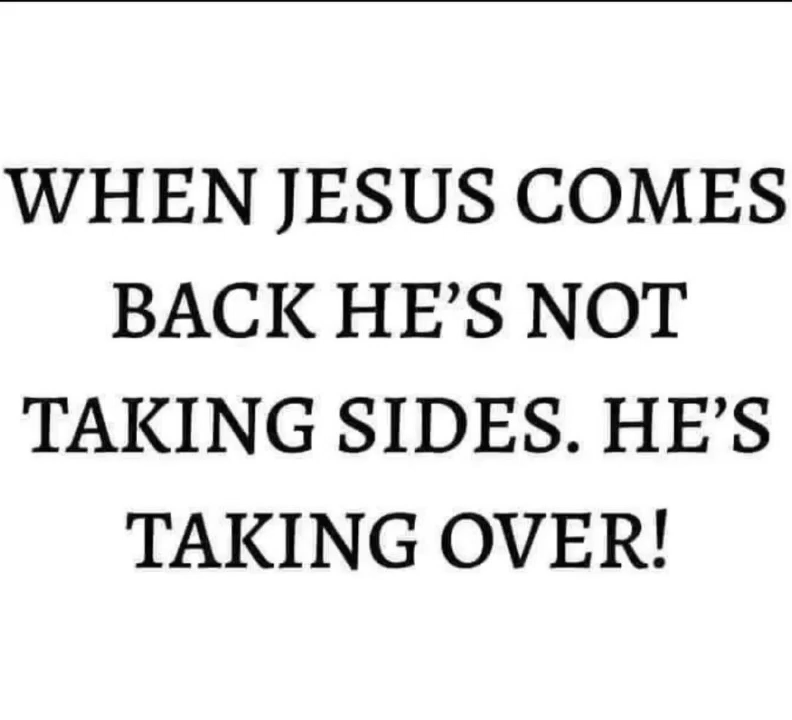 WHEN JESUS COMES
BACK HE’S NOT
TAKING SIDES. HE’S
TAKING OVER!